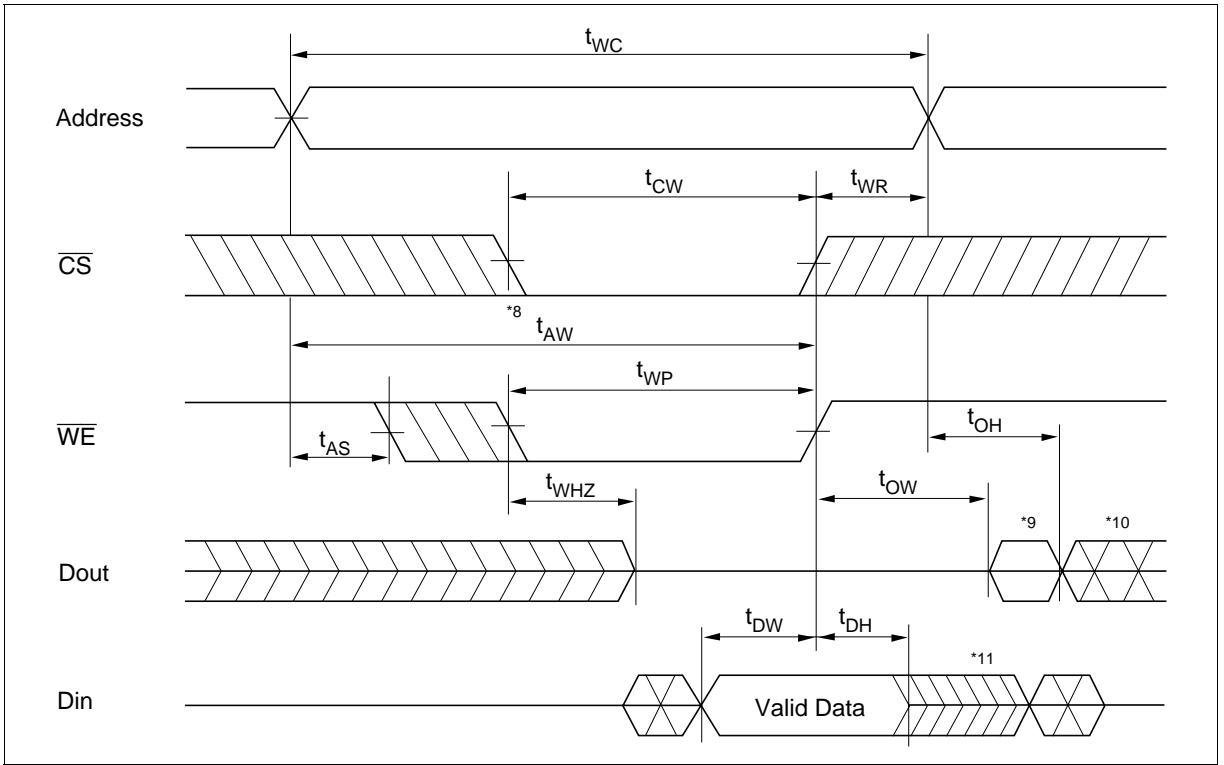 tWC
Address
tCW
tWR
CS
*8
tAW
tWP
WE
tAS
tOH
tWHZ
tOW
*9
*10
Dout
tDW
tDH
*11
Din
Valid Data